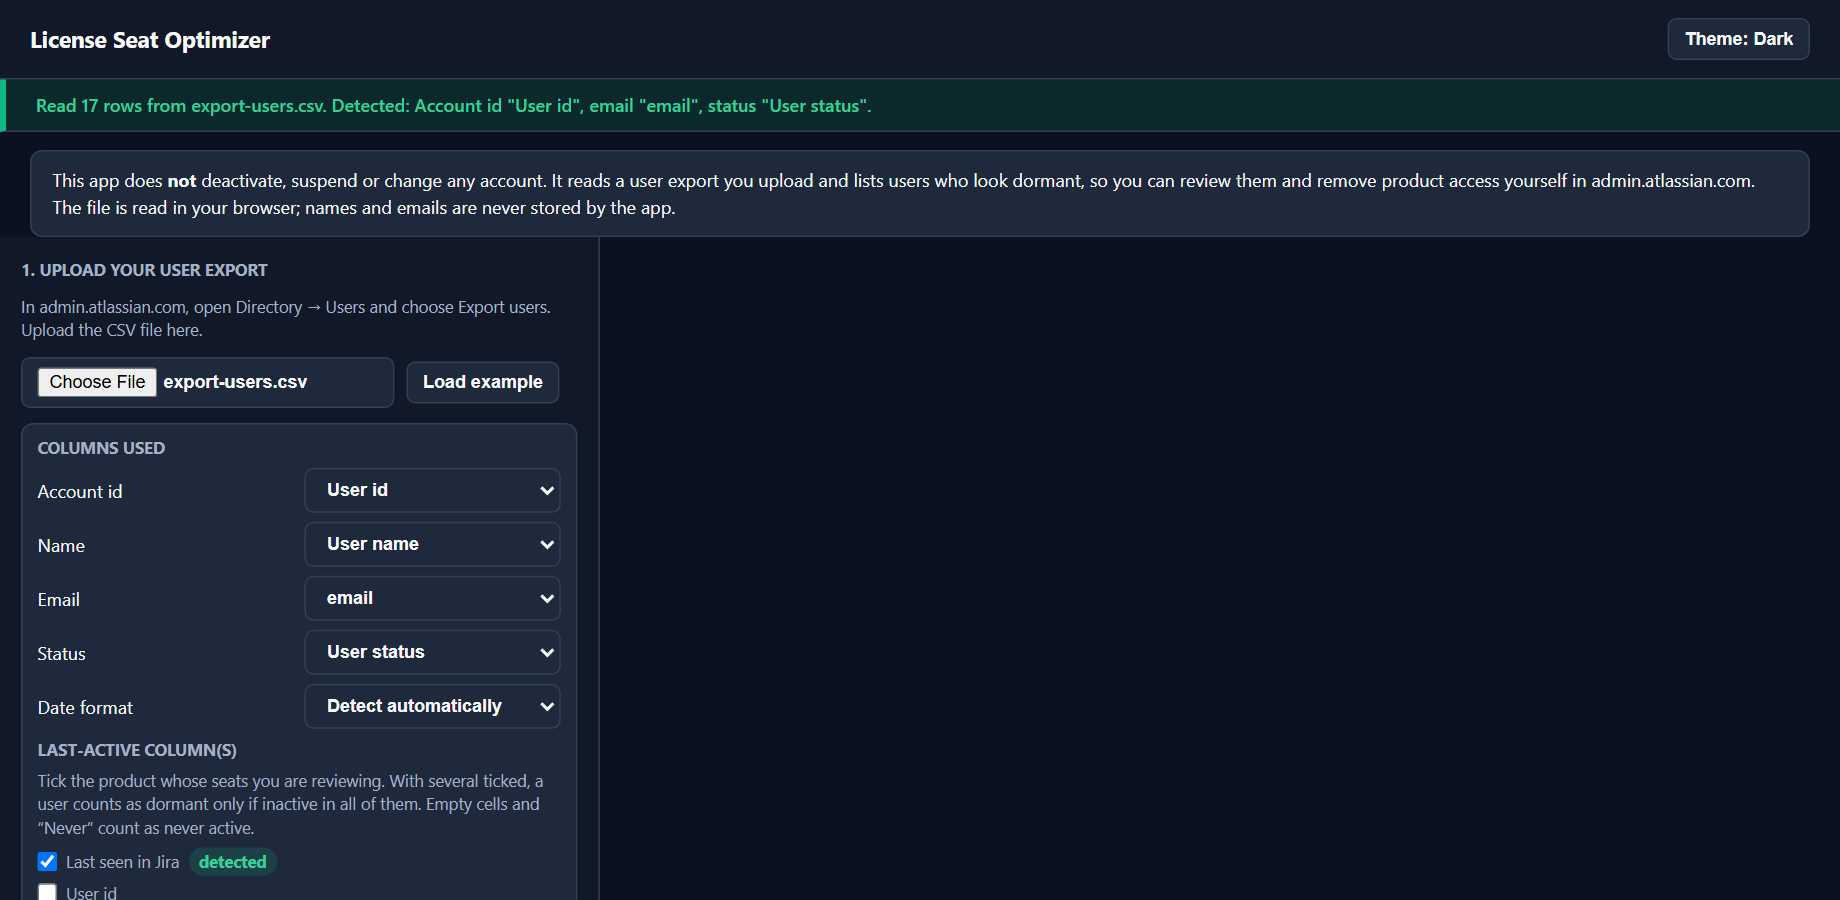 License Seat Optimizer
Theme: Dark
Read 17 rows from export-users.csv. Detected: Account id "User id", email "email", status "User status".
This app does not deactivate, suspend or change any account. It reads a user export you upload and lists users who look dormant, so you can review them and remove product access yourself in admin.atlassian.com.
The file is read in your browser; names and emails are never stored by the app.
1. UPLOAD YOUR USER EXPORT
In admin.atlassian.com, open Directory → Users and choose Export users.
Upload the CSV file here.
Choose File export-users.csv
Load example
COLUMNS USED
Account id
User id
Name
User name
Email
email
Status
User status
Date format
Detect automatically
LAST-ACTIVE COLUMN(S)
Tick the product whose seats you are reviewing. With several ticked, a
user counts as dormant only if inactive in all of them. Empty cells and
“Never” count as never active.
Last seen in Jira detected
User id